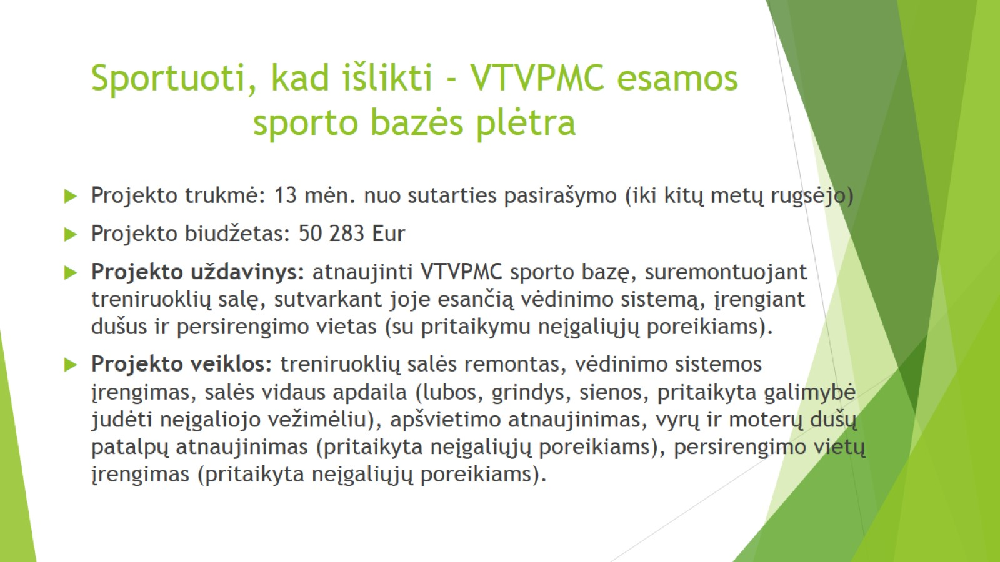 Sportuoti, kad išlikti - VTVPMC esamos
sporto bazės plėtra
Projekto trukmė: 13 mėn. nuo sutarties pasirašymo (iki kitų metų rugsėjo)
Projekto biudžetas: 50 283 Eur
Projekto uždavinys: atnaujinti VTVPMC sporto bazę, suremontuojant
treniruoklių salę, sutvarkant joje esančią vėdinimo sistemą, įrengiant
dušus ir persirengimo vietas (su pritaikymu neįgaliųjų poreikiams).
Projekto veiklos: treniruoklių salės remontas, vėdinimo sistemos
įrengimas, salės vidaus apdaila (lubos, grindys, sienos, pritaikyta galimybė
judėti neįgaliojo vežimėliu), apšvietimo atnaujinimas, vyrų ir moterų dušų
patalpų atnaujinimas (pritaikyta neįgaliųjų poreikiams), persirengimo vietų
įrengimas (pritaikyta neįgaliųjų poreikiams).